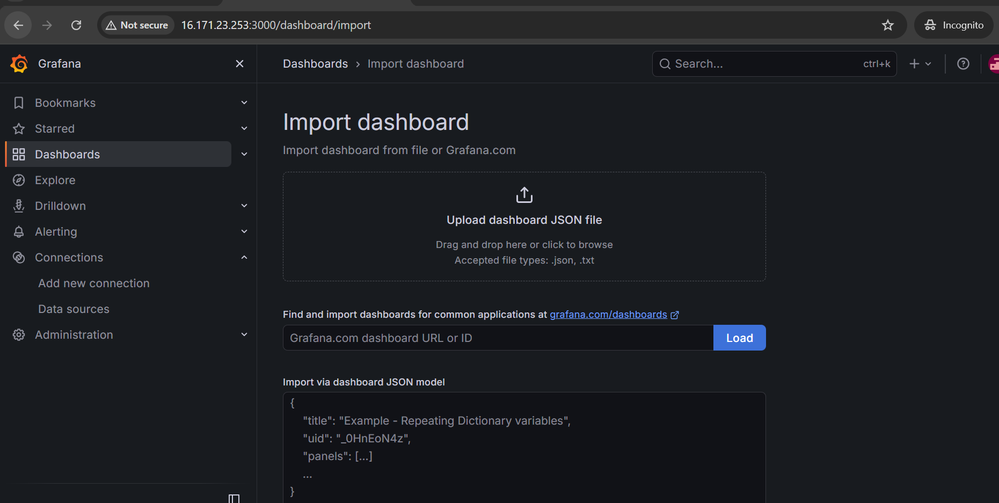 Not secure
16.171.23.253:3000/dashboard/import
Incognito
Grafana
Dashboards › Import dashboard
Search...
ctrl+k
Bookmarks
Starred
Dashboards
Explore
Drilldown
Alerting
Connections
Add new connection
Data sources
Administration
Import dashboard
Import dashboard from file or Grafana.com
Upload dashboard JSON file
Drag and drop here or click to browse
Accepted file types: .json, .txt
Find and import dashboards for common applications at grafana.com/dashboards
Grafana.com dashboard URL or ID
Load
Import via dashboard JSON model
{
"title": "Example - Repeating Dictionary variables",
"uid": "_0HnEoN4z",
"panels": [...]
...
}